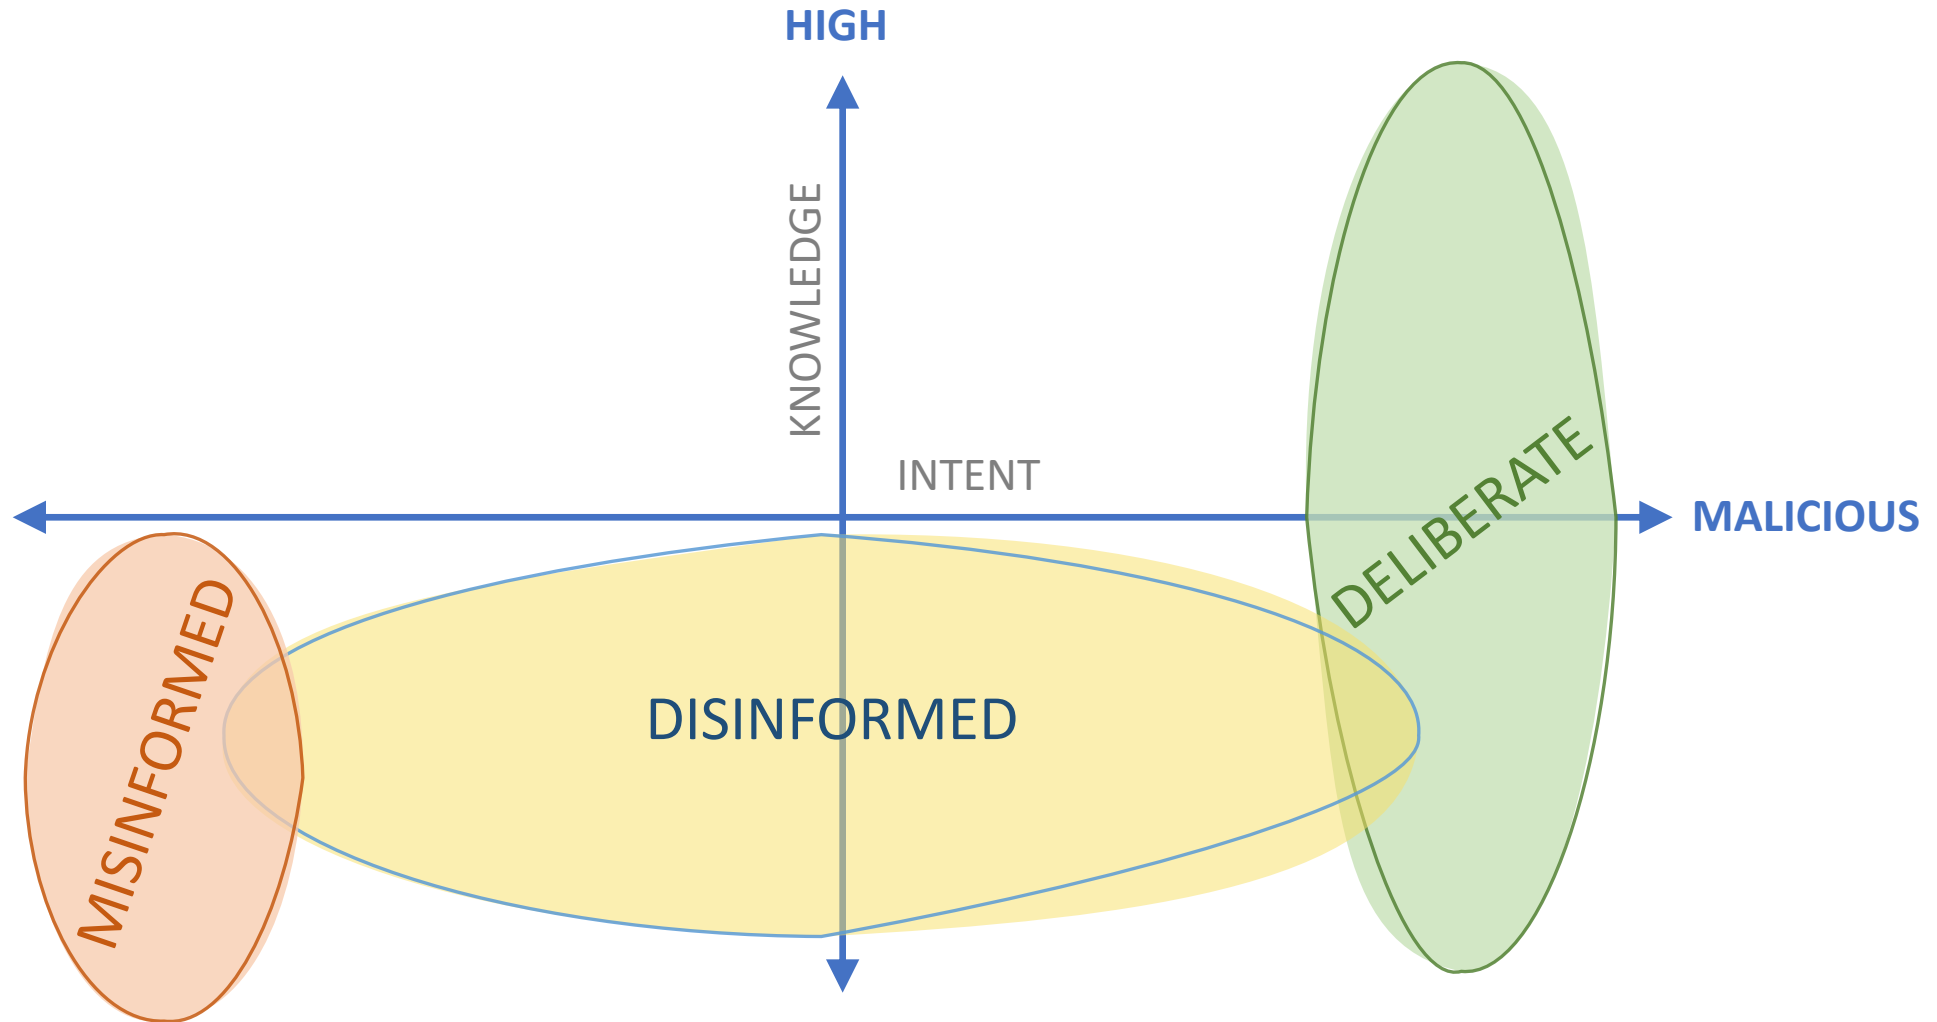 HIGH
KNOWLEDGE
INTENT
MALICIOUS
DELIBERATE
MISINFORMED
DISINFORMED